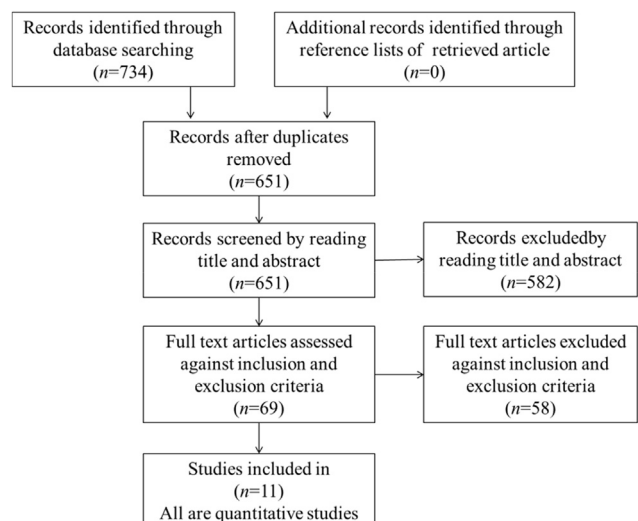 Records identified through
database searching
(n=734)
Additional records identified through
reference lists of retrieved article
(n=0)
Records after duplicates
removed
(n=651)
Records screened by reading
title and abstract
(n=651)
Records excludedby
reading title and abstract
(n=582)
Full text articles assessed
against inclusion and
exclusion criteria
(n=69)
Full text articles excluded
against inclusion and
exclusion criteria
(n=58)
Studies included in
(n=11)
All are quantitative studies